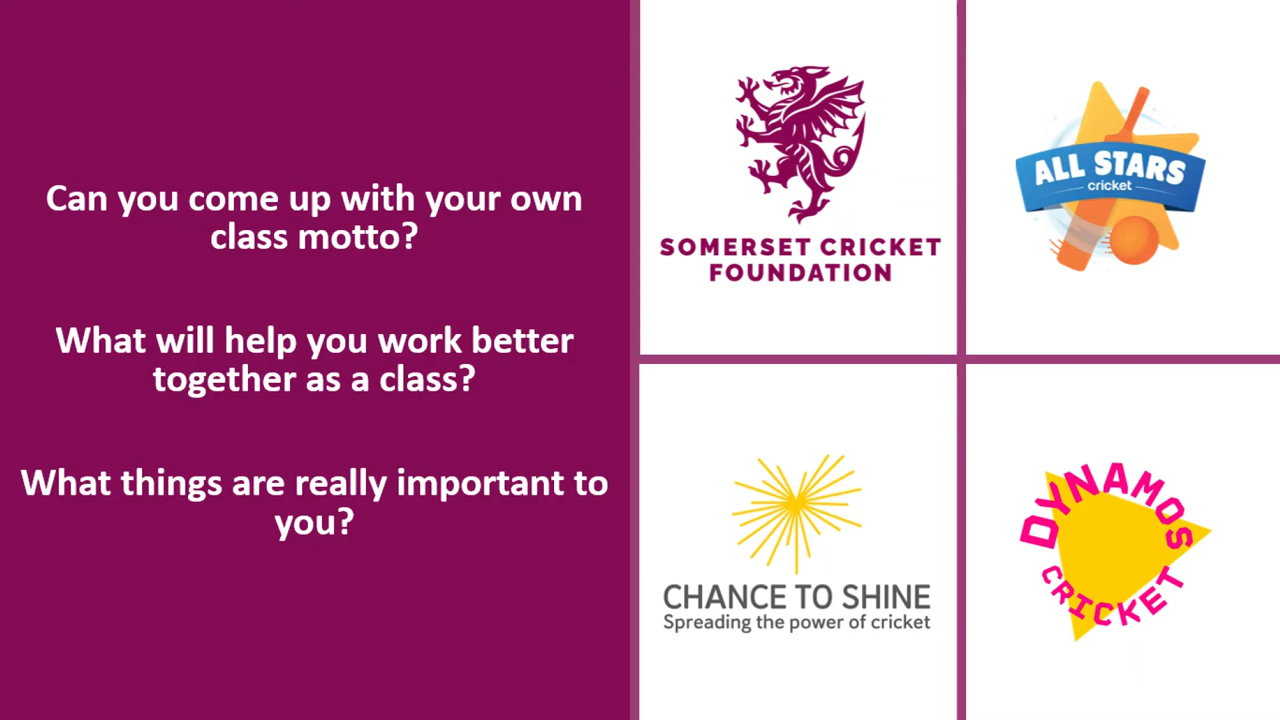 Can you come up with your own
class motto?
What will help you work better
together as a class?
What things are really important to
you?
SOMERSET CRICKET
FOUNDATION
ALL STARS
cricket
CHANCE TO SHINE
Spreading the power of cricket
DYNAMOS
CRICKET